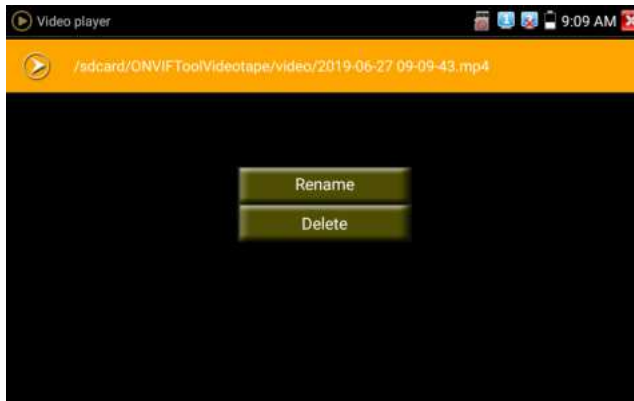 Video player
9:09 AM
/sdcard/ONVIFToolVideotape/video/2019-06-27 09-09-43.mp4
Rename
Delete